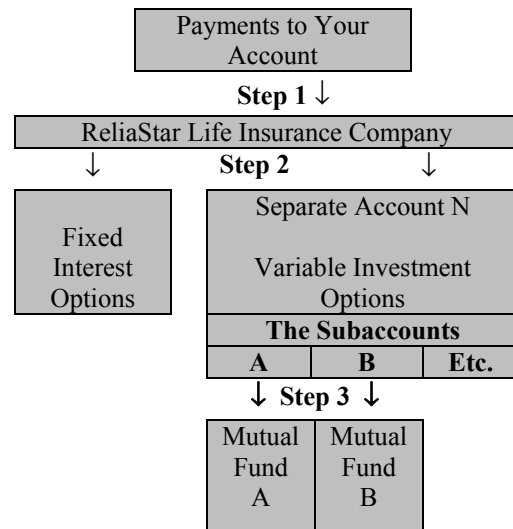 Payments to Your
Account
Step 1 ↓
ReliaStar Life Insurance Company
↓ Step 2 ↓
Fixed
Interest
Options
Separate Account N
Variable Investment
Options
The Subaccounts
A B Etc.
↓ Step 3 ↓
Mutual
Fund
A
Mutual
Fund
B